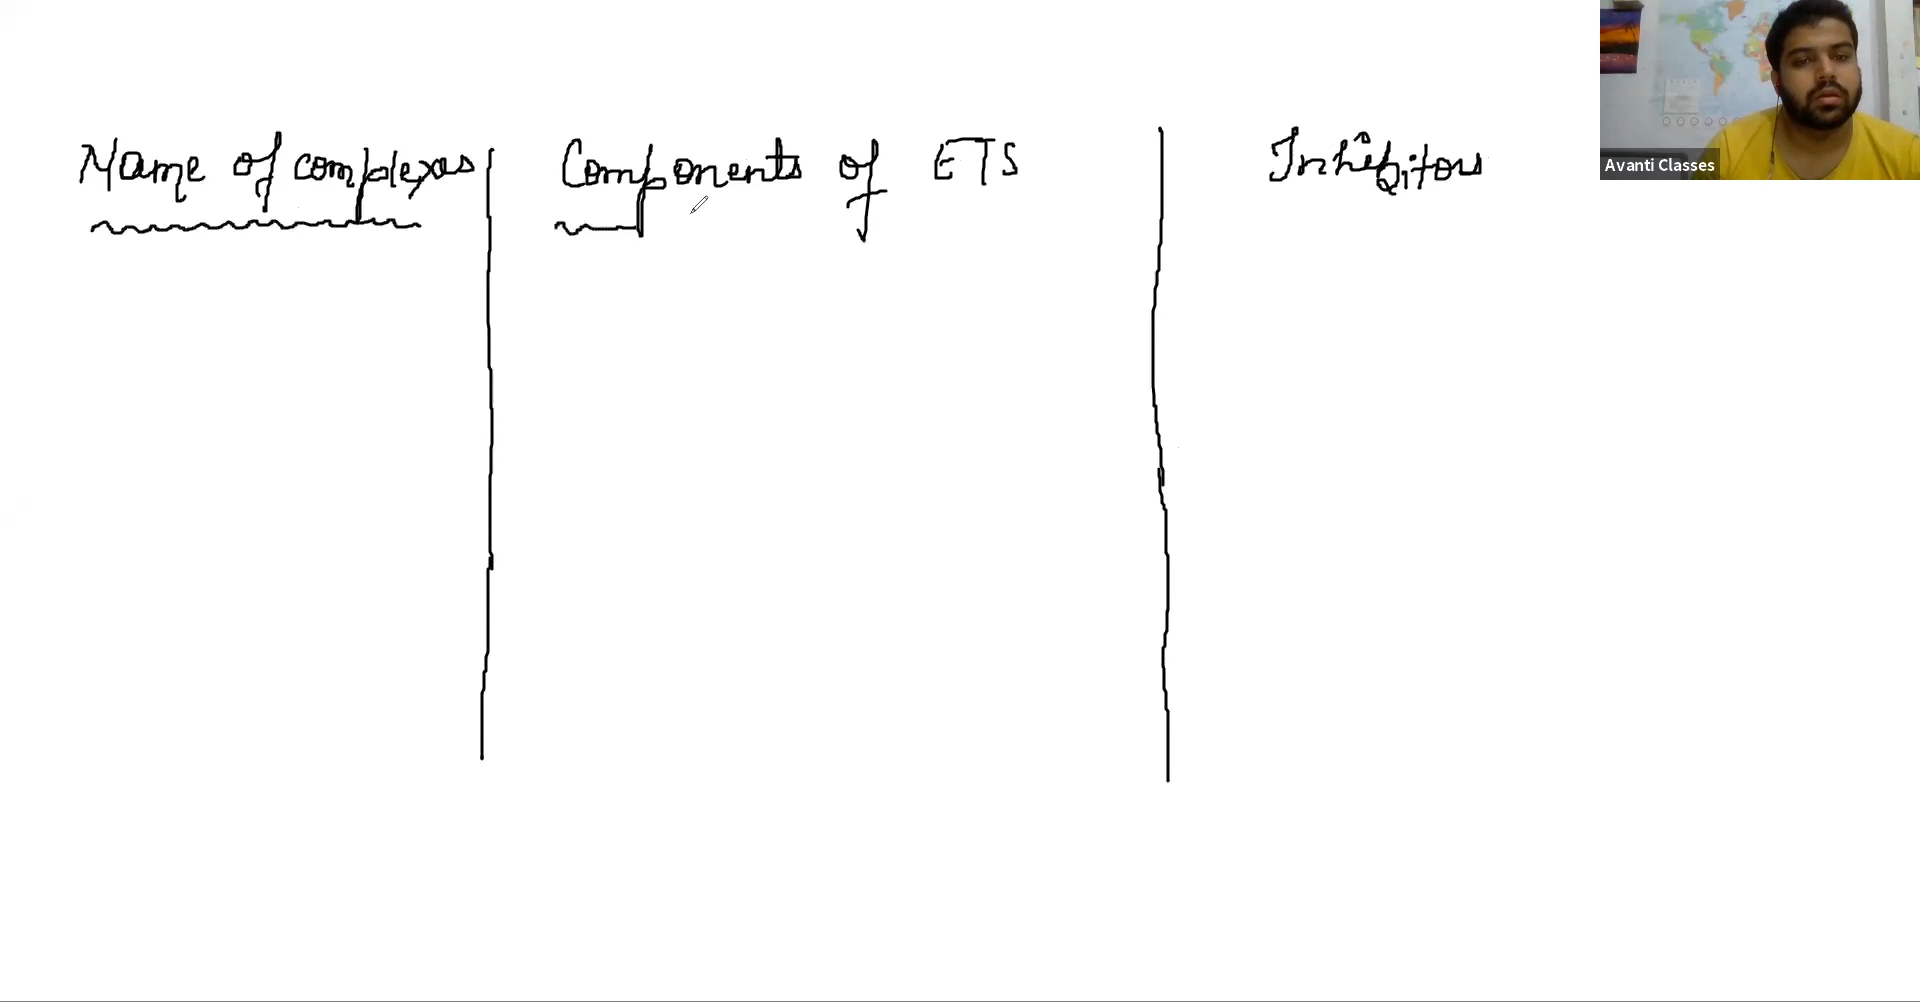 Name of complexes Components of ETS Inhibitors
Avanti Classes